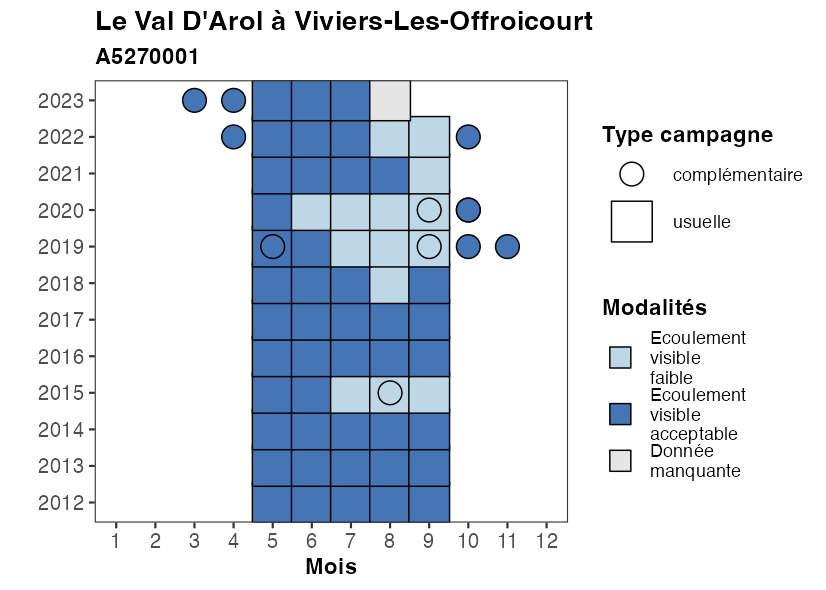 Le Val D'Arol à Viviers-Les-Offroicourt
A5270001
2023
2022
2021
2020
2019
2018
2017
2016
2015
2014
2013
2012
1 2 3 4 5 6 7 8 9 10 11 12
Mois
Type campagne
complémentaire
usuelle
Modalités
Ecoulement
visible
faible
Ecoulement
visible
acceptable
Donnée
manquante